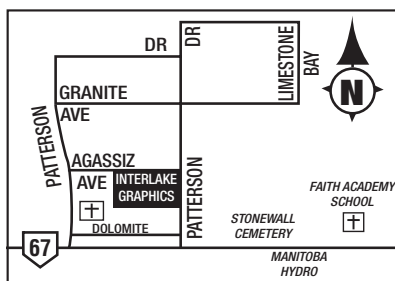 DR
DR
LIMESTONE
BAY
GRANITE
AVE
N
PATTERSON
AGASSIZ
AVE
INTERLAKE
GRAPHICS
PATTERSON
FAITH ACADEMY
SCHOOL
STONEWALL
CEMETERY
DOLOMITE
67
MANITOBA
HYDRO